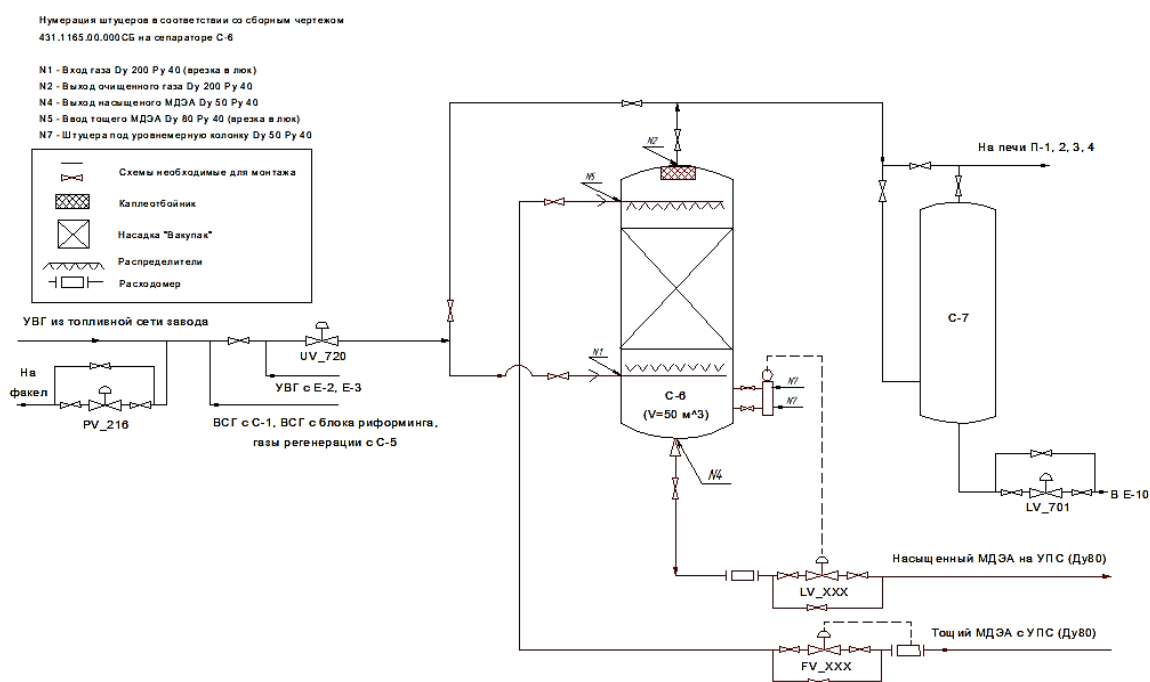 Нумерация штуцеров в соответствии со сборным чертежом
431.1165.00.000СБ на сепараторе С-6
N1 - Вход газа Dy 200 Py 40 (врезка в люк)
N2 - Выход очищенного газа Dy 200 Py 40
N4 - Выход насыщеного МДЭА Dy 50 Py 40
N5 - Ввод тощего МДЭА Dy 80 Py 40 (врезка в люк)
N7 - Штуцера под уровнемерную колонку Dy 50 Py 40
Схемы необходимые для монтажа
Каплеотбойник
Насадка "Вакупак"
Распределители
Расходомер
N2
N5
На печи П-1, 2, 3, 4
С-7
УВГ из топливной сети завода
UV_720
На
факел
PV_216
УВГ с Е-2, Е-3
ВСГ с С-1, ВСГ с блока риформинга,
газы регенерации с С-5
N1
С-6
(V=50 м^3)
N7
N7
N4
LV_701
В Е-10
Насыщенный МДЭА на УПС (Ду80)
LV_XXX
Тощий МДЭА с УПС (Ду80)
FV_XXX